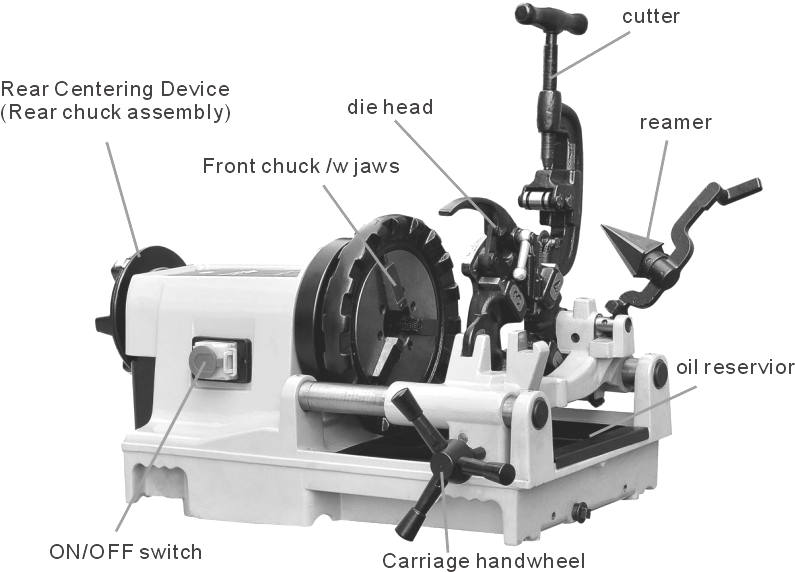 cutter
Rear Centering Device
(Rear chuck assembly)
die head
reamer
Front chuck /w jaws
oil reservior
ON/OFF switch
Carriage handwheel